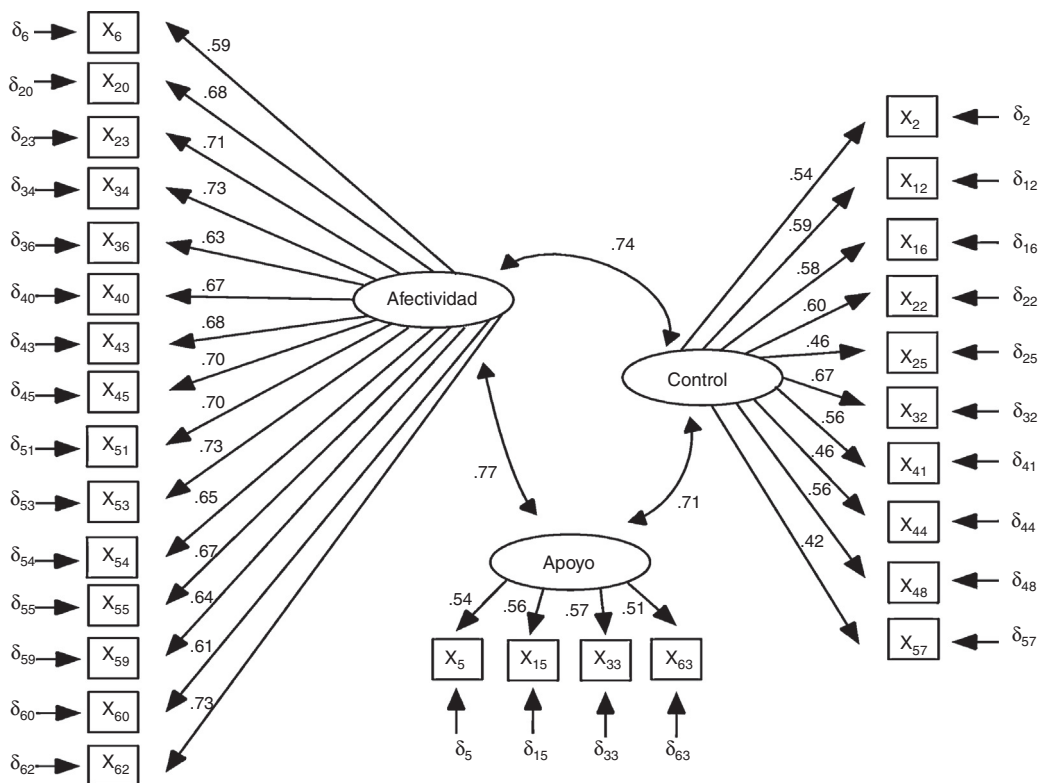 δ6 X6 .59
δ20 X20 .68
δ23 X23 .71
δ34 X34 .73
δ36 X36 .63
δ40 X40 .67
δ43 X43 .68
δ45 X45 .70
δ51 X51 .70
δ53 X53 .73
δ54 X54 .65
δ55 X55 .67
δ59 X59 .64
δ60 X60 .61
δ62 X62 .73
Afectividad
.74
.77
.71
Control
.54 X2 δ2
.59 X12 δ12
.58 X16 δ16
.60 X22 δ22
.46 X25 δ25
.67 X32 δ32
.56 X41 δ41
.46 X44 δ44
.56 X48 δ48
.42 X57 δ57
Apoyo
.54 .56 .57 .51
X5 X15 X33 X63
δ5 δ15 δ33 δ63